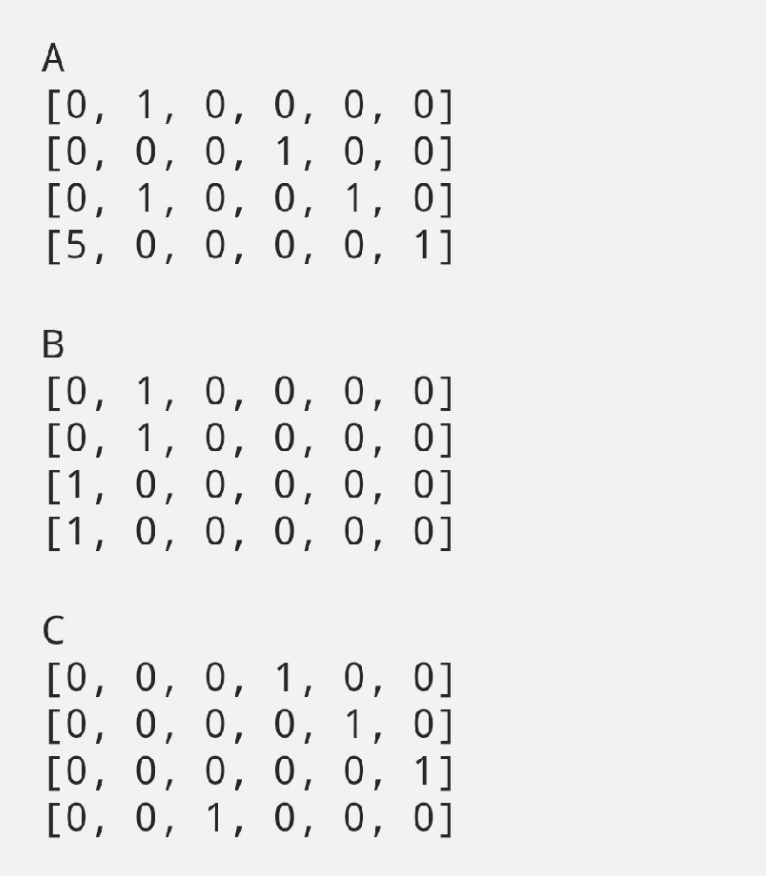 A
[0, 1, 0, 0, 0, 0]
[0, 0, 0, 1, 0, 0]
[0, 1, 0, 0, 1, 0]
[5, 0, 0, 0, 0, 1]
B
[0, 1, 0, 0, 0, 0]
[0, 1, 0, 0, 0, 0]
[1, 0, 0, 0, 0, 0]
[1, 0, 0, 0, 0, 0]
C
[0, 0, 0, 1, 0, 0]
[0, 0, 0, 0, 1, 0]
[0, 0, 0, 0, 0, 1]
[0, 0, 1, 0, 0, 0]